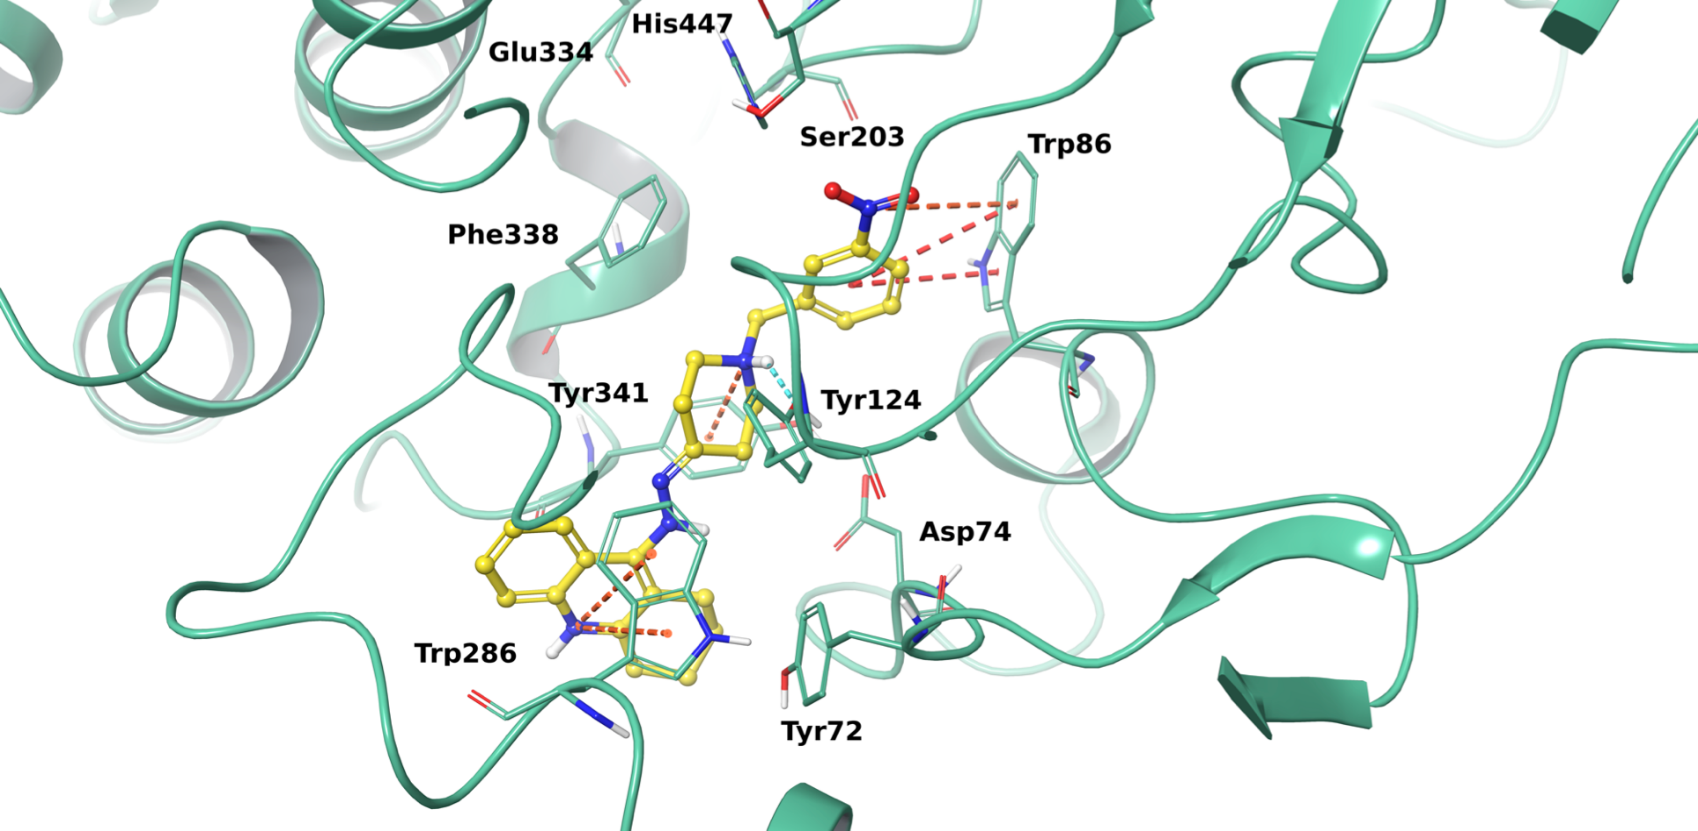 His447
Glu334
Ser203
Trp86
Phe338
Tyr341
Tyr124
Asp74
Trp286
Tyr72